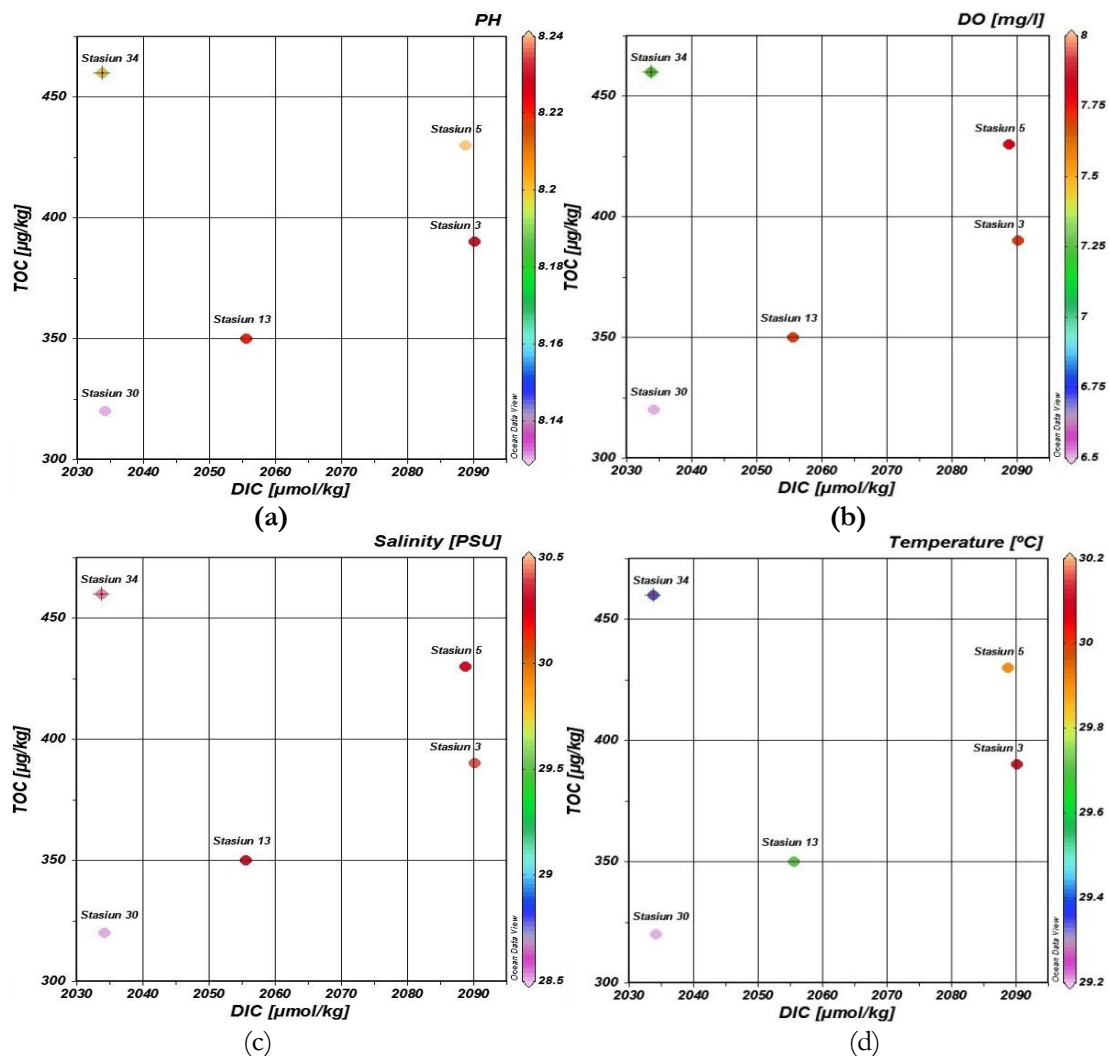 PH
8.24
8.22
8.2
8.18
8.16
8.14
Ocean Data View
Stasiun 34
Stasiun 5
Stasiun 3
Stasiun 13
Stasiun 30
TOC [µg/kg]
450
400
350
300
2030 2040 2050 2060 2070 2080 2090
DIC [µmol/kg]
(a)
DO [mg/l]
8
7.75
7.5
7.25
7
6.75
6.5
Ocean Data View
Stasiun 34
Stasiun 5
Stasiun 3
Stasiun 13
Stasiun 30
TOC [µg/kg]
450
400
350
300
2030 2040 2050 2060 2070 2080 2090
DIC [µmol/kg]
(b)
Salinity [PSU]
30.5
30
29.5
29
28.5
Ocean Data View
Stasiun 34
Stasiun 5
Stasiun 3
Stasiun 13
Stasiun 30
TOC [µg/kg]
450
400
350
300
2030 2040 2050 2060 2070 2080 2090
DIC [µmol/kg]
(c)
Temperature [ºC]
30.2
30
29.8
29.6
29.4
29.2
Ocean Data View
Stasiun 34
Stasiun 5
Stasiun 3
Stasiun 13
Stasiun 30
TOC [µg/kg]
450
400
350
300
2030 2040 2050 2060 2070 2080 2090
DIC [µmol/kg]
(d)